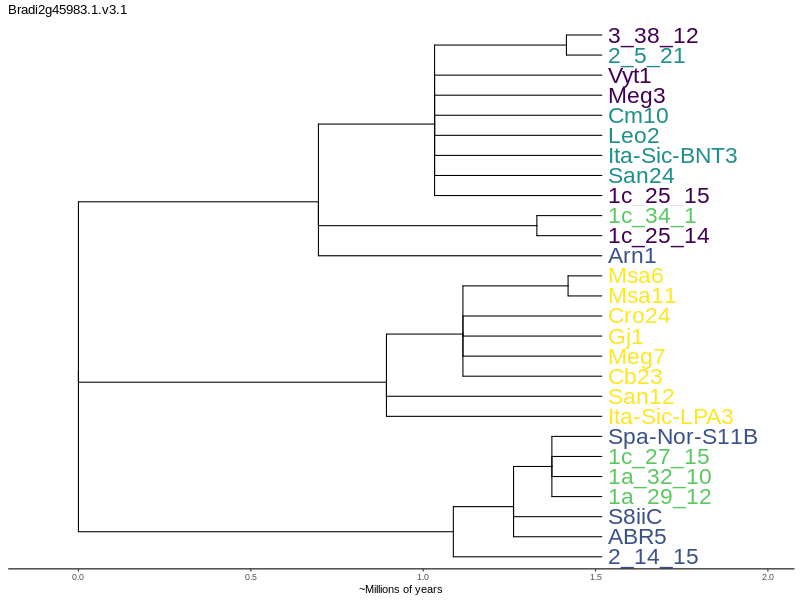 Bradi2g45983.1.v3.1
3_38_12
2_5_21
Vyt1
Meg3
Cm10
Leo2
Ita-Sic-BNT3
San24
1c_25_15
1c_34_1
1c_25_14
Arn1
Msa6
Msa11
Cro24
Gj1
Meg7
Cb23
San12
Ita-Sic-LPA3
Spa-Nor-S11B
1c_27_15
1a_32_10
1a_29_12
S8iiC
ABR5
2_14_15
0.0 0.5 1.0 1.5 2.0
~Millions of years